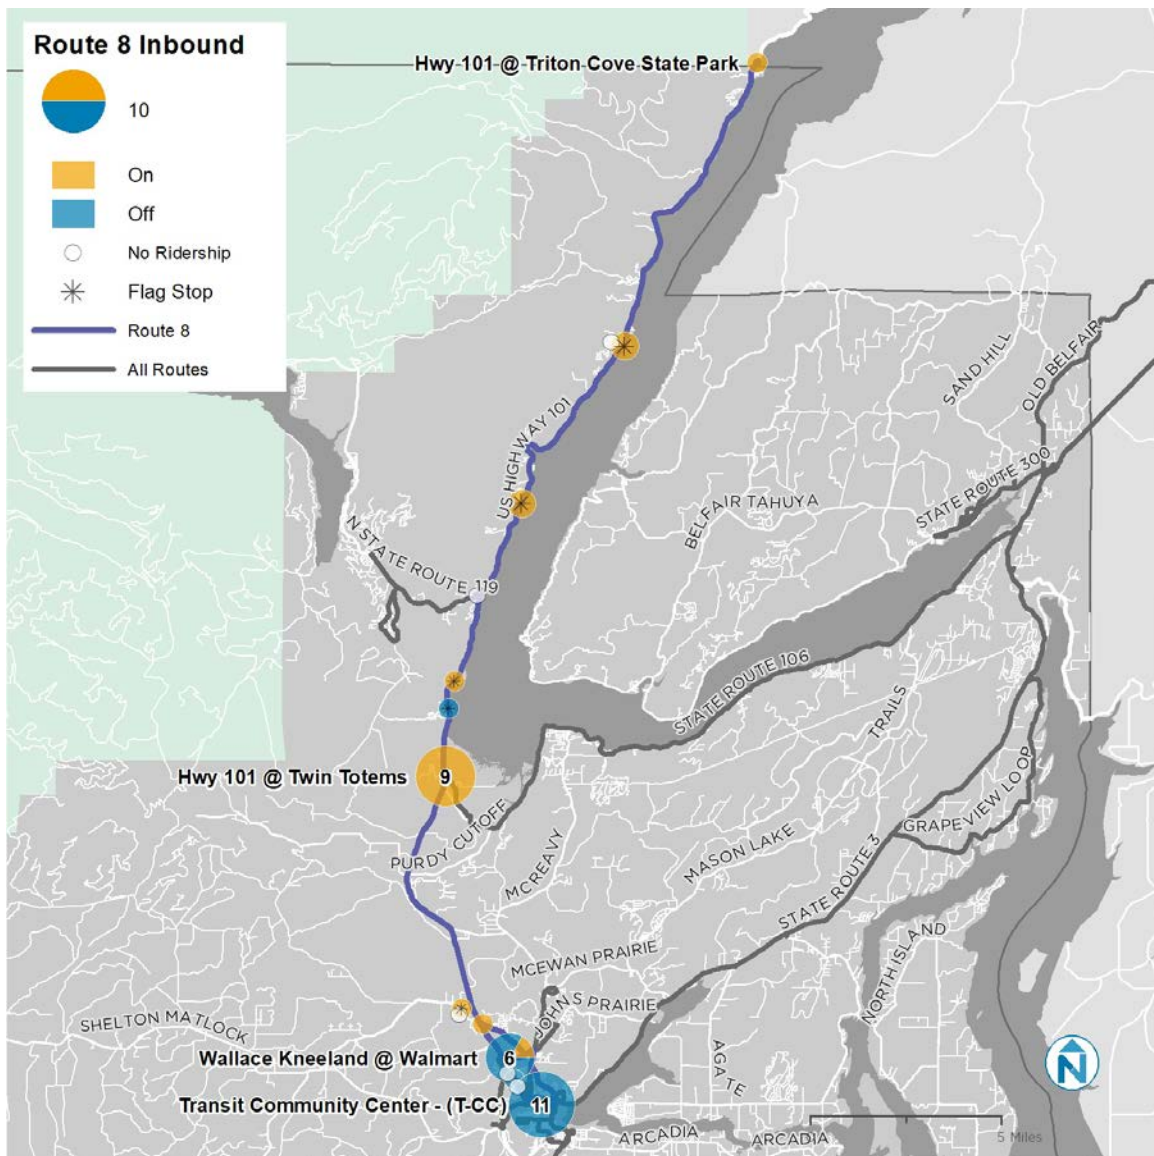 Route 8 Inbound
10
On
Off
No Ridership
Flag Stop
Route 8
All Routes
Hwy 101 @ Triton Cove State Park
SAND HILL
OLD BELFAIR
US HIGHWAY 101
STATE ROUTE 300
BELFAIR TAHUYA
N STATE ROUTE 119
STATE ROUTE 106
TRAILS
Hwy 101 @ Twin Totems
9
GRAPEVIEW LOOP
PURDY CUTOFF
MCREAVY
MASON LAKE
STATE ROUTE 3
NORTH ISLAND
MCEWAN PRAIRIE
JOHNS PRAIRIE
SHELTON MATLOCK
Wallace Kneeland @ Walmart
6
AGATE
N
Transit Community Center - (T-CC)
11
ARCADIA
ARCADIA
5 Miles